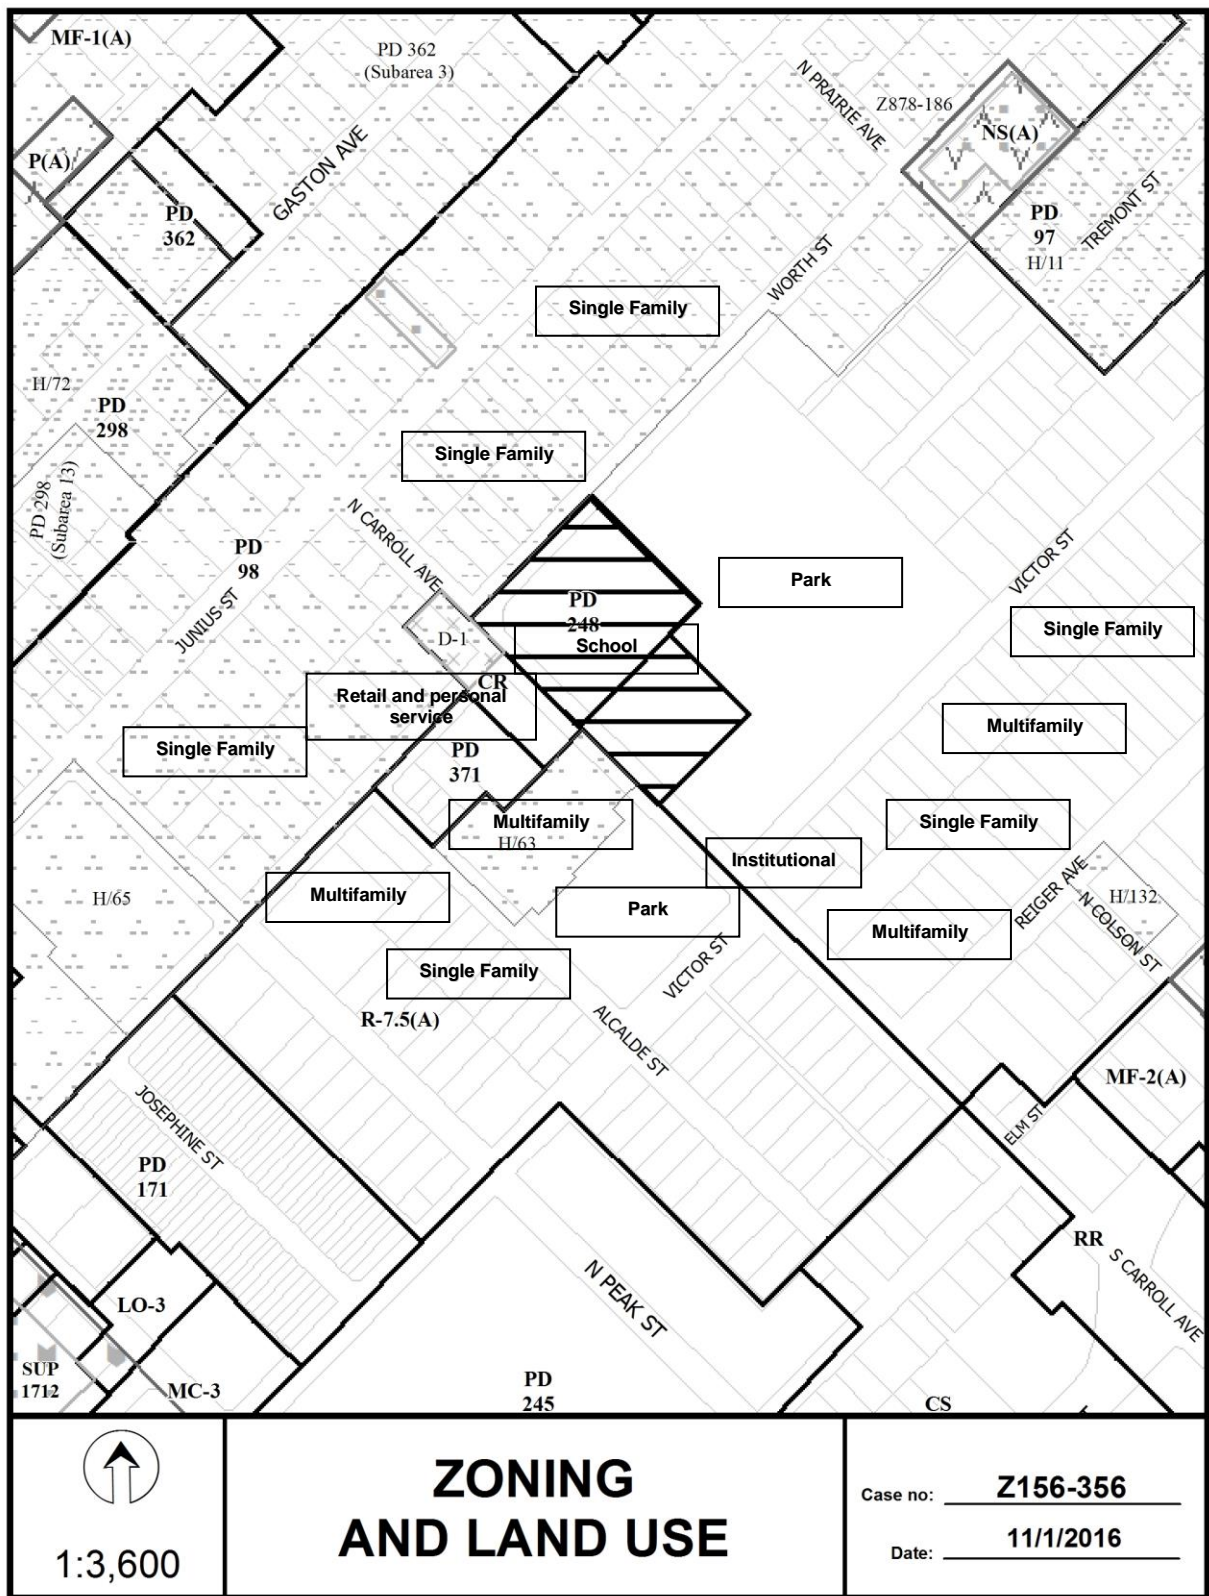 MF-1(A)
PD 362
(Subarea 3)
N PRAIRIE AVE
Z878-186
NS(A)
P(A)
GASTON AVE
PD
362
PD
97
H/11
TREMONT ST
WORTH ST
Single Family
H/72
PD
298
Single Family
PD 298
(Subarea 13)
N CARROLL AVE
PD
98
VICTOR ST
Park
JUNIUS ST
PD
248
D-1
School
Single Family
CR
Retail and personal
service
Multifamily
Single Family
PD
371
Multifamily
H/63
Single Family
Institutional
Multifamily
H/65
Park
REIGER AVE
H/132
N COLSON ST
Multifamily
Single Family
VICTOR ST
R-7.5(A)
ALCALDE ST
MF-2(A)
JOSEPHINE ST
ELM ST
PD
171
RR
S CARROLL AVE
LO-3
N PEAK ST
SUP
1712
MC-3
PD
245
CS
1:3,600
ZONING
AND LAND USE
Case no: Z156-356
Date: 11/1/2016